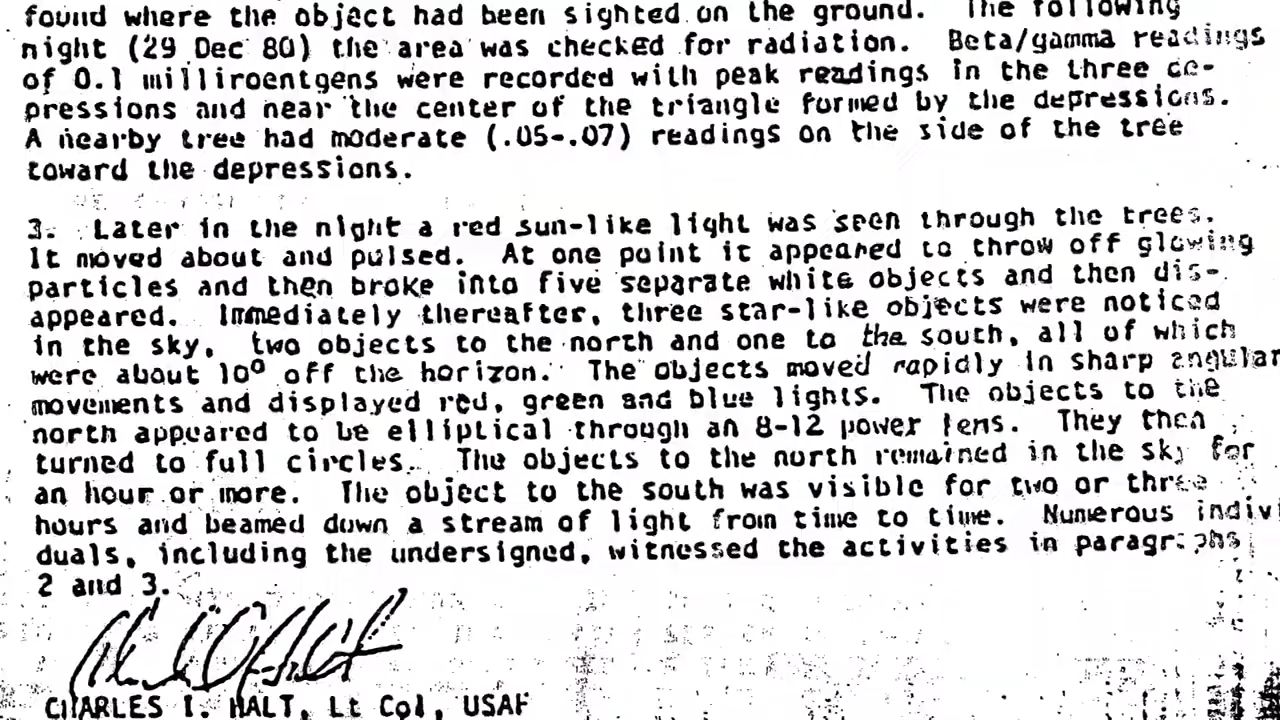 found where the object had been sighted on the ground. The following
night (29 Dec 80) the area was checked for radiation. Beta/gamma readings
of 0.1 milliroentgens were recorded with peak readings in the three de-
pressions and near the center of the triangle formed by the depressions.
A nearby tree had moderate (.05-.07) readings on the side of the tree
toward the depressions.
3. Later in the night a red sun-like light was seen through the trees.
It moved about and pulsed. At one point it appeared to throw off glowing
particles and then broke into five separate white objects and then dis-
appeared. Immediately thereafter, three star-like objects were noticed
in the sky, two objects to the north and one to the south, all of which
were about 10° off the horizon. The objects moved rapidly in sharp angular
movements and displayed red, green and blue lights. The objects to the
north appeared to be elliptical through an 8-12 power lens. They then
turned to full circles. The objects to the north remained in the sky for
an hour or more. The object to the south was visible for two or three
hours and beamed down a stream of light from time to time. Numerous indivi
duals, including the undersigned, witnessed the activities in paragraphs
2 and 3.
CHARLES I. HALT, Lt Col, USAF